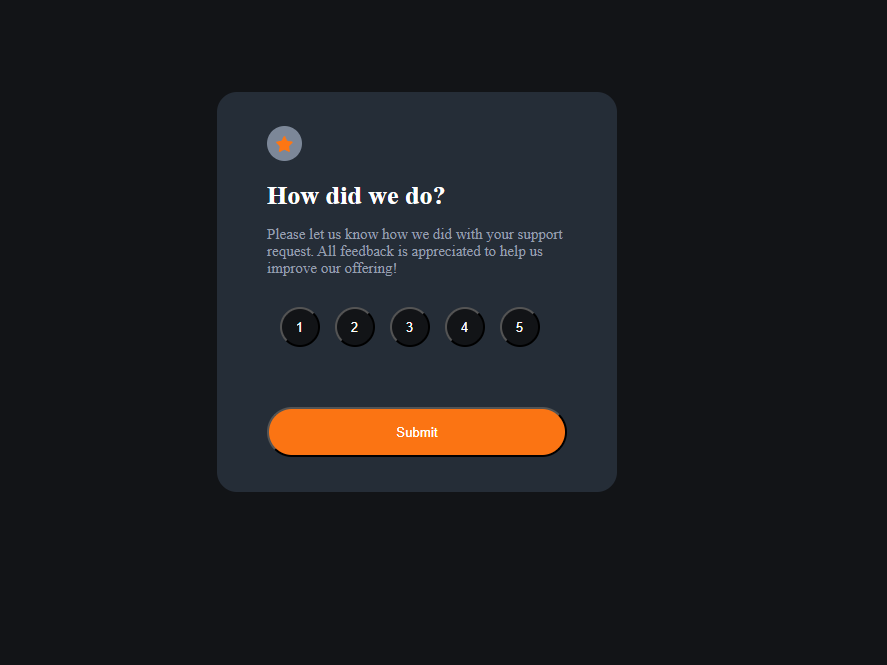 How did we do?
Please let us know how we did with your support
request. All feedback is appreciated to help us
improve our offering!
1 2 3 4 5
Submit